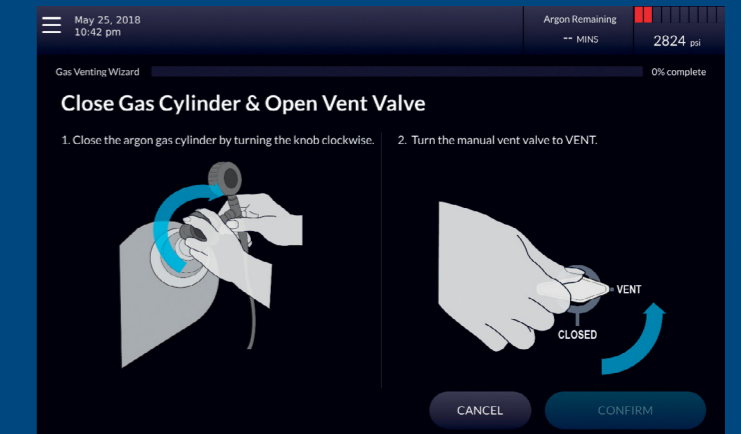 May 25, 2018
10:42 pm
Argon Remaining
-- MINS
2824 psi
Gas Venting Wizard
0% complete
Close Gas Cylinder & Open Vent Valve
1. Close the argon gas cylinder by turning the knob clockwise.
2. Turn the manual vent valve to VENT.
VENT
CLOSED
CANCEL
CONFIRM